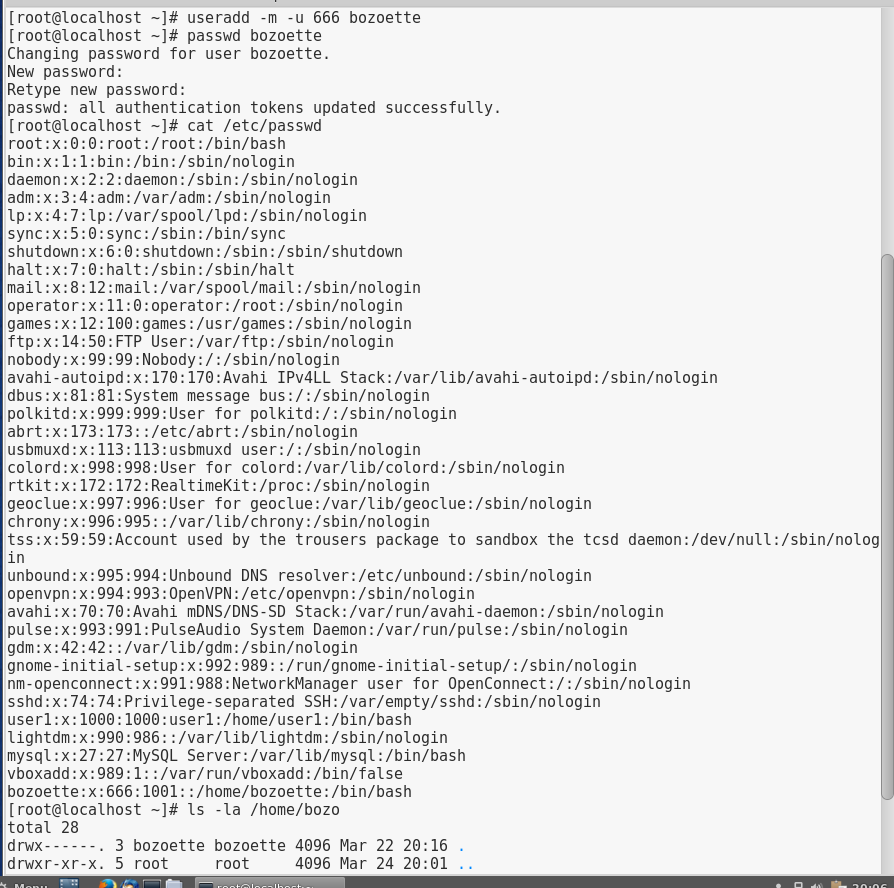 [root@localhost ~]# useradd -m -u 666 bozoette
[root@localhost ~]# passwd bozoette
Changing password for user bozoette.
New password:
Retype new password:
passwd: all authentication tokens updated successfully.
[root@localhost ~]# cat /etc/passwd
root:x:0:0:root:/root:/bin/bash
bin:x:1:1:bin:/bin:/sbin/nologin
daemon:x:2:2:daemon:/sbin:/sbin/nologin
adm:x:3:4:adm:/var/adm:/sbin/nologin
lp:x:4:7:lp:/var/spool/lpd:/sbin/nologin
sync:x:5:0:sync:/sbin:/bin/sync
shutdown:x:6:0:shutdown:/sbin:/sbin/shutdown
halt:x:7:0:halt:/sbin:/sbin/halt
mail:x:8:12:mail:/var/spool/mail:/sbin/nologin
operator:x:11:0:operator:/root:/sbin/nologin
games:x:12:100:games:/usr/games:/sbin/nologin
ftp:x:14:50:FTP User:/var/ftp:/sbin/nologin
nobody:x:99:99:Nobody:/:/sbin/nologin
avahi-autoipd:x:170:170:Avahi IPv4LL Stack:/var/lib/avahi-autoipd:/sbin/nologin
dbus:x:81:81:System message bus:/:/sbin/nologin
polkitd:x:999:999:User for polkitd:/:/sbin/nologin
abrt:x:173:173::/etc/abrt:/sbin/nologin
usbmuxd:x:113:113:usbmuxd user:/:/sbin/nologin
colord:x:998:998:User for colord:/var/lib/colord:/sbin/nologin
rtkit:x:172:172:RealtimeKit:/proc:/sbin/nologin
geoclue:x:997:996:User for geoclue:/var/lib/geoclue:/sbin/nologin
chrony:x:996:995::/var/lib/chrony:/sbin/nologin
tss:x:59:59:Account used by the trousers package to sandbox the tcsd daemon:/dev/null:/sbin/nolog
in
unbound:x:995:994:Unbound DNS resolver:/etc/unbound:/sbin/nologin
openvpn:x:994:993:OpenVPN:/etc/openvpn:/sbin/nologin
avahi:x:70:70:Avahi mDNS/DNS-SD Stack:/var/run/avahi-daemon:/sbin/nologin
pulse:x:993:991:PulseAudio System Daemon:/var/run/pulse:/sbin/nologin
gdm:x:42:42::/var/lib/gdm:/sbin/nologin
gnome-initial-setup:x:992:989::/run/gnome-initial-setup/:/sbin/nologin
nm-openconnect:x:991:988:NetworkManager user for OpenConnect:/:/sbin/nologin
sshd:x:74:74:Privilege-separated SSH:/var/empty/sshd:/sbin/nologin
user1:x:1000:1000:user1:/home/user1:/bin/bash
lightdm:x:990:986::/var/lib/lightdm:/sbin/nologin
mysql:x:27:27:MySQL Server:/var/lib/mysql:/bin/bash
vboxadd:x:989:1::/var/run/vboxadd:/bin/false
bozoette:x:666:1001::/home/bozoette:/bin/bash
[root@localhost ~]# ls -la /home/bozo
total 28
drwx------. 3 bozoette bozoette 4096 Mar 22 20:16 .
drwxr-xr-x. 5 root     root     4096 Mar 24 20:01 ..
Menu root@localhost:~